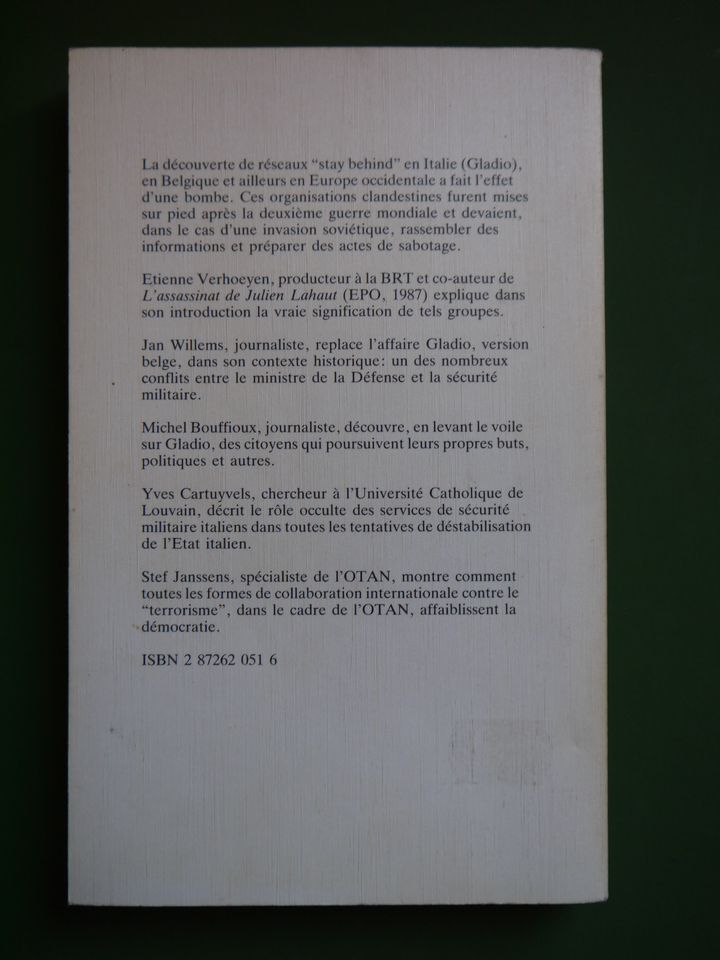 La découverte de réseaux “stay behind” en Italie (Gladio),
en Belgique et ailleurs en Europe occidentale a fait l’effet
d’une bombe. Ces organisations clandestines furent mises
sur pied après la deuxième guerre mondiale et devaient,
dans le cas d’une invasion soviétique, rassembler des
informations et préparer des actes de sabotage.
Etienne Verhoeyen, producteur à la BRT et co-auteur de
L’assassinat de Julien Lahaut (EPO, 1987) explique dans
son introduction la vraie signification de tels groupes.
Jan Willems, journaliste, replace l’affaire Gladio, version
belge, dans son contexte historique: un des nombreux
conflits entre le ministre de la Défense et la sécurité
militaire.
Michel Bouffioux, journaliste, découvre, en levant le voile
sur Gladio, des citoyens qui poursuivent leurs propres buts,
politiques et autres.
Yves Cartuyvels, chercheur à l’Université Catholique de
Louvain, décrit le rôle occulte des services de sécurité
militaire italiens dans toutes les tentatives de déstabilisation
de l’Etat italien.
Stef Janssens, spécialiste de l’OTAN, montre comment
toutes les formes de collaboration internationale contre le
“terrorisme”, dans le cadre de l’OTAN, affaiblissent la
démocratie.
ISBN 2 87262 051 6